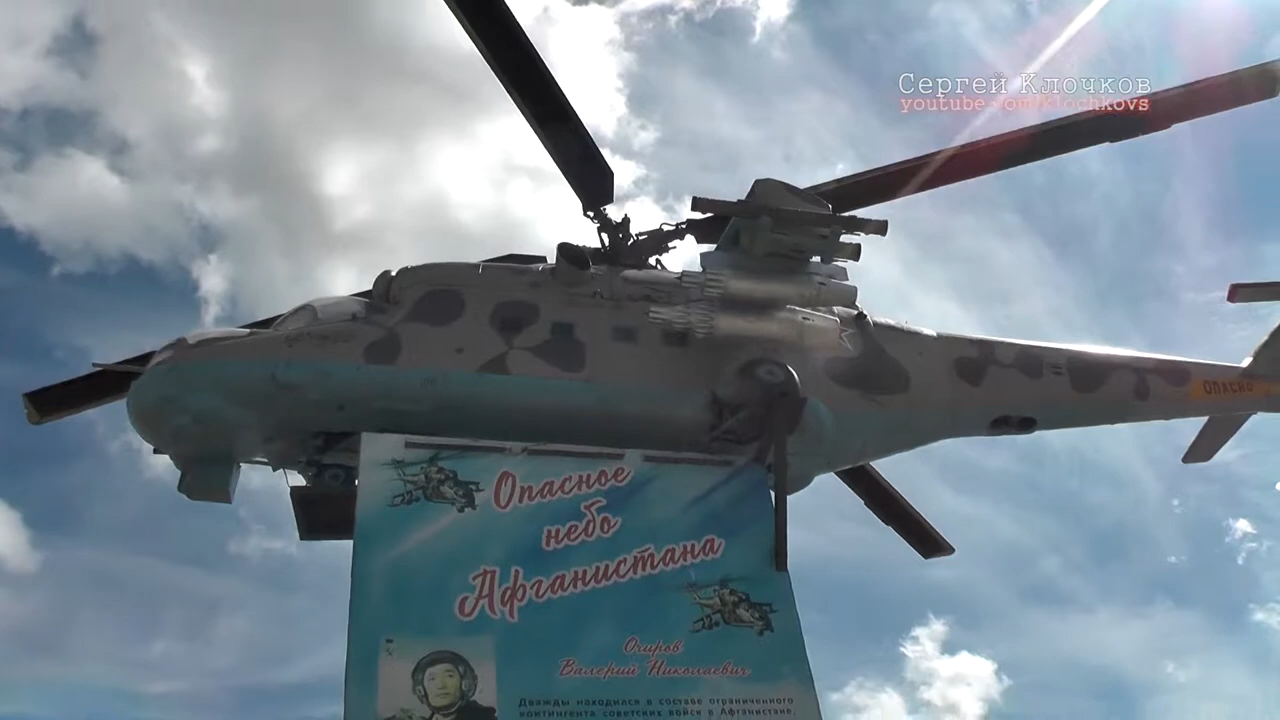 Сергей Клочков
youtube.com/klochkovs
ОПАСНО
Опасное
небо
Афганистана
Очиров
Валерий Николаевич
Дважды находился в составе ограниченного
контингента советских войск в Афганистане,